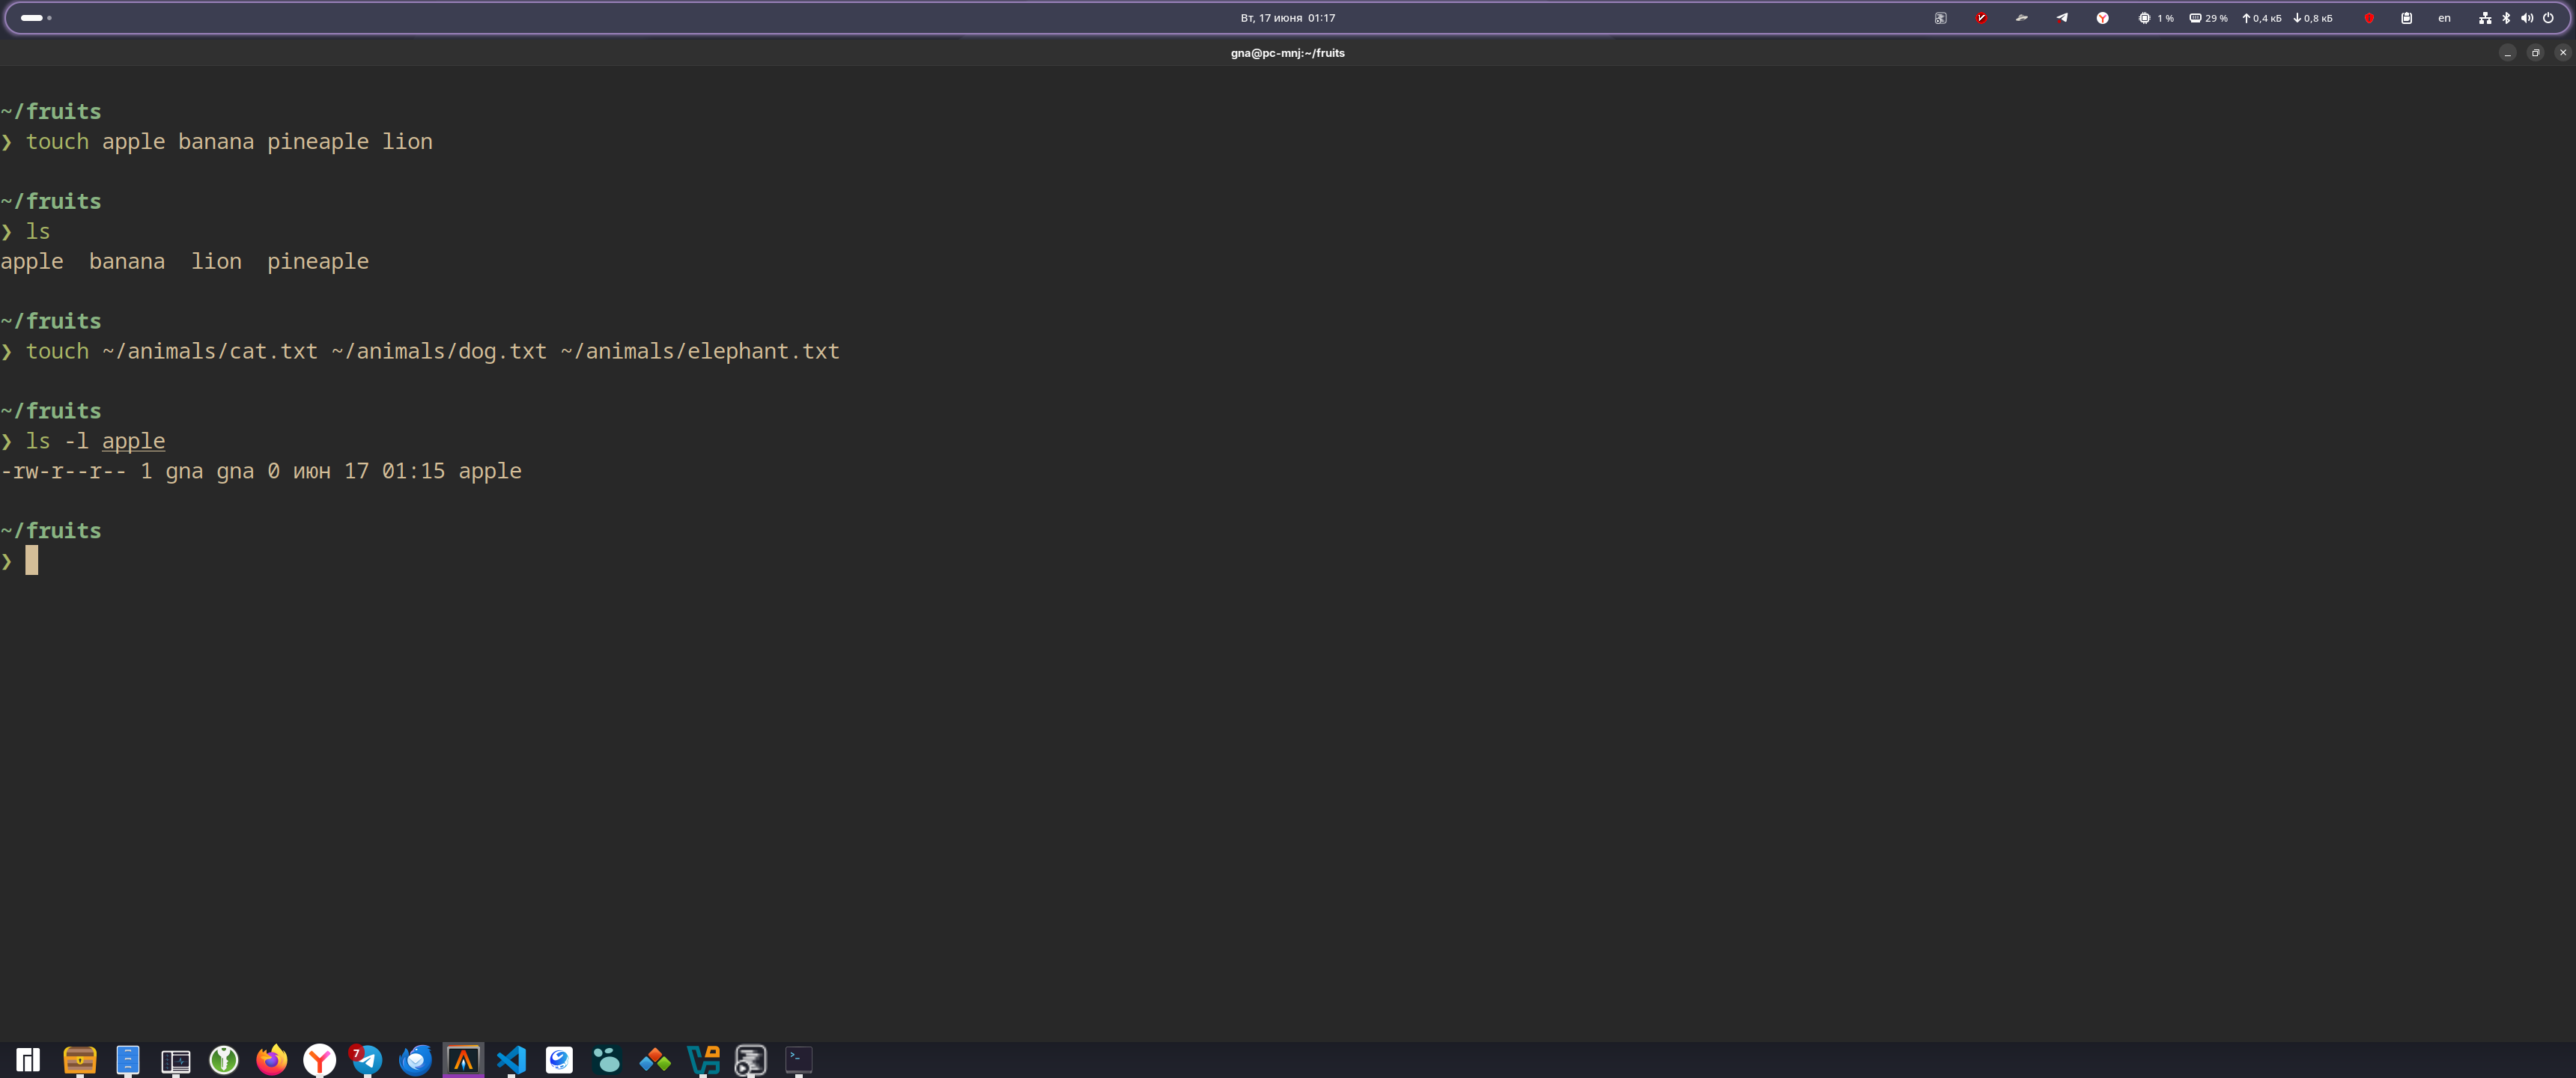 Вт, 17 июня 01:17
1 % 29 % 0,4 кБ 0,8 кБ en
gna@pc-mnj:~/fruits
~/fruits
❯ touch apple banana pineaple lion
~/fruits
❯ ls
apple  banana  lion  pineaple
~/fruits
❯ touch ~/animals/cat.txt ~/animals/dog.txt ~/animals/elephant.txt
~/fruits
❯ ls -l apple
-rw-r--r-- 1 gna gna 0 июн 17 01:15 apple
~/fruits
❯
7